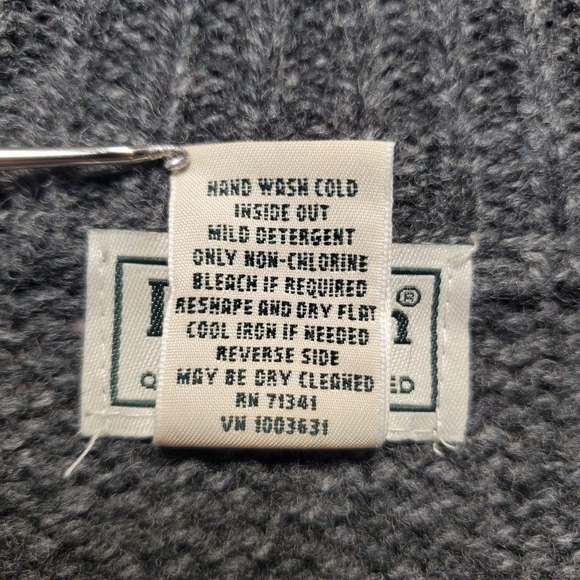 HAND WASH COLD
INSIDE OUT
MILD DETERGENT
ONLY NON-CHLORINE
BLEACH IF REQUIRED
RESHAPE AND DRY FLAT
COOL IRON IF NEEDED
REVERSE SIDE
MAY BE DRY CLEANED
RN 71341
VN 1003631
®